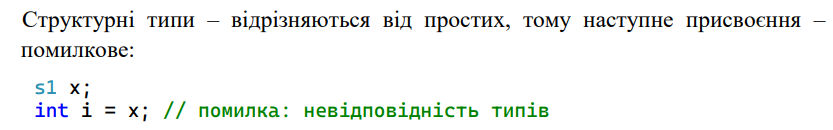 Структурні типи – відрізняються від простих, тому наступне присвоєння –
помилкове:
s1 x;
int i = x; // помилка: невідповідність типів